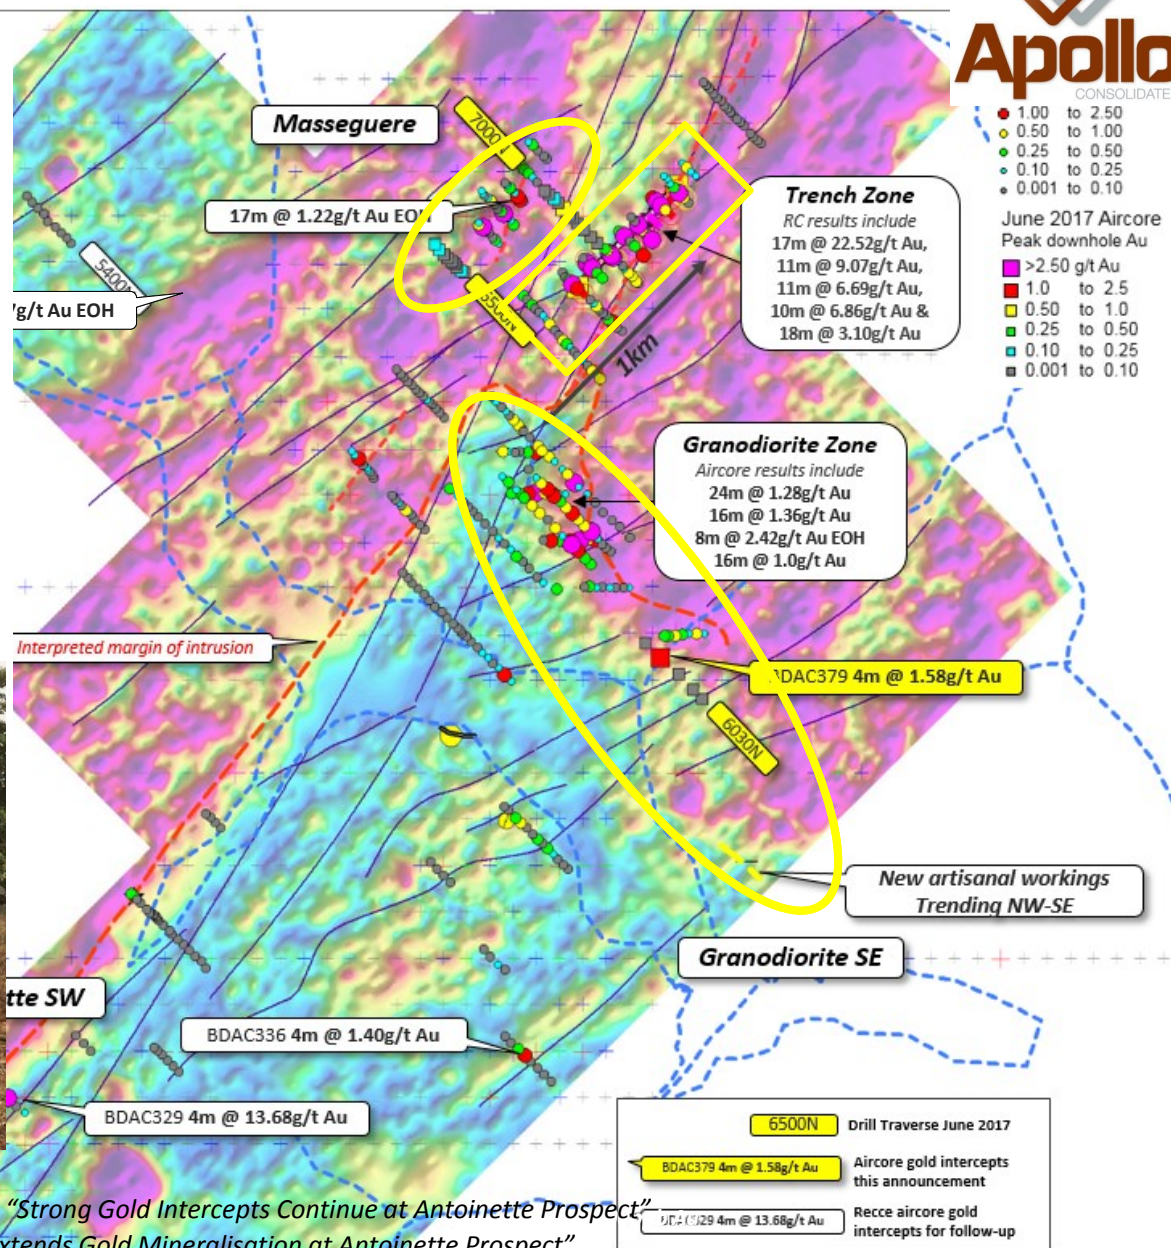 Apollo
CONSOLIDATE
1.00 to 2.50
0.50 to 1.00
0.25 to 0.50
0.10 to 0.25
0.001 to 0.10
June 2017 Aircore
Peak downhole Au
>2.50 g/t Au
1.0 to 2.5
0.50 to 1.0
0.25 to 0.50
0.10 to 0.25
0.001 to 0.10
Masseguere
7000
17m @ 1.22g/t Au EOH
5400N
g/t Au EOH
6500N
Trench Zone
RC results include
17m @ 22.52g/t Au,
11m @ 9.07g/t Au,
11m @ 6.69g/t Au,
10m @ 6.86g/t Au &
18m @ 3.10g/t Au
1km
Granodiorite Zone
Aircore results include
24m @ 1.28g/t Au
16m @ 1.36g/t Au
8m @ 2.42g/t Au EOH
16m @ 1.0g/t Au
Interpreted margin of intrusion
BDAC379 4m @ 1.58g/t Au
6030N
New artisanal workings
Trending NW-SE
Granodiorite SE
tte SW
BDAC336 4m @ 1.40g/t Au
BDAC329 4m @ 13.68g/t Au
6500N Drill Traverse June 2017
BDAC379 4m @ 1.58g/t Au Aircore gold intercepts
this announcement
BDAC329 4m @ 13.68g/t Au Recce aircore gold
intercepts for follow-up
“Strong Gold Intercepts Continue at Antoinette Prospect”
xtends Gold Mineralisation at Antoinette Prospect”